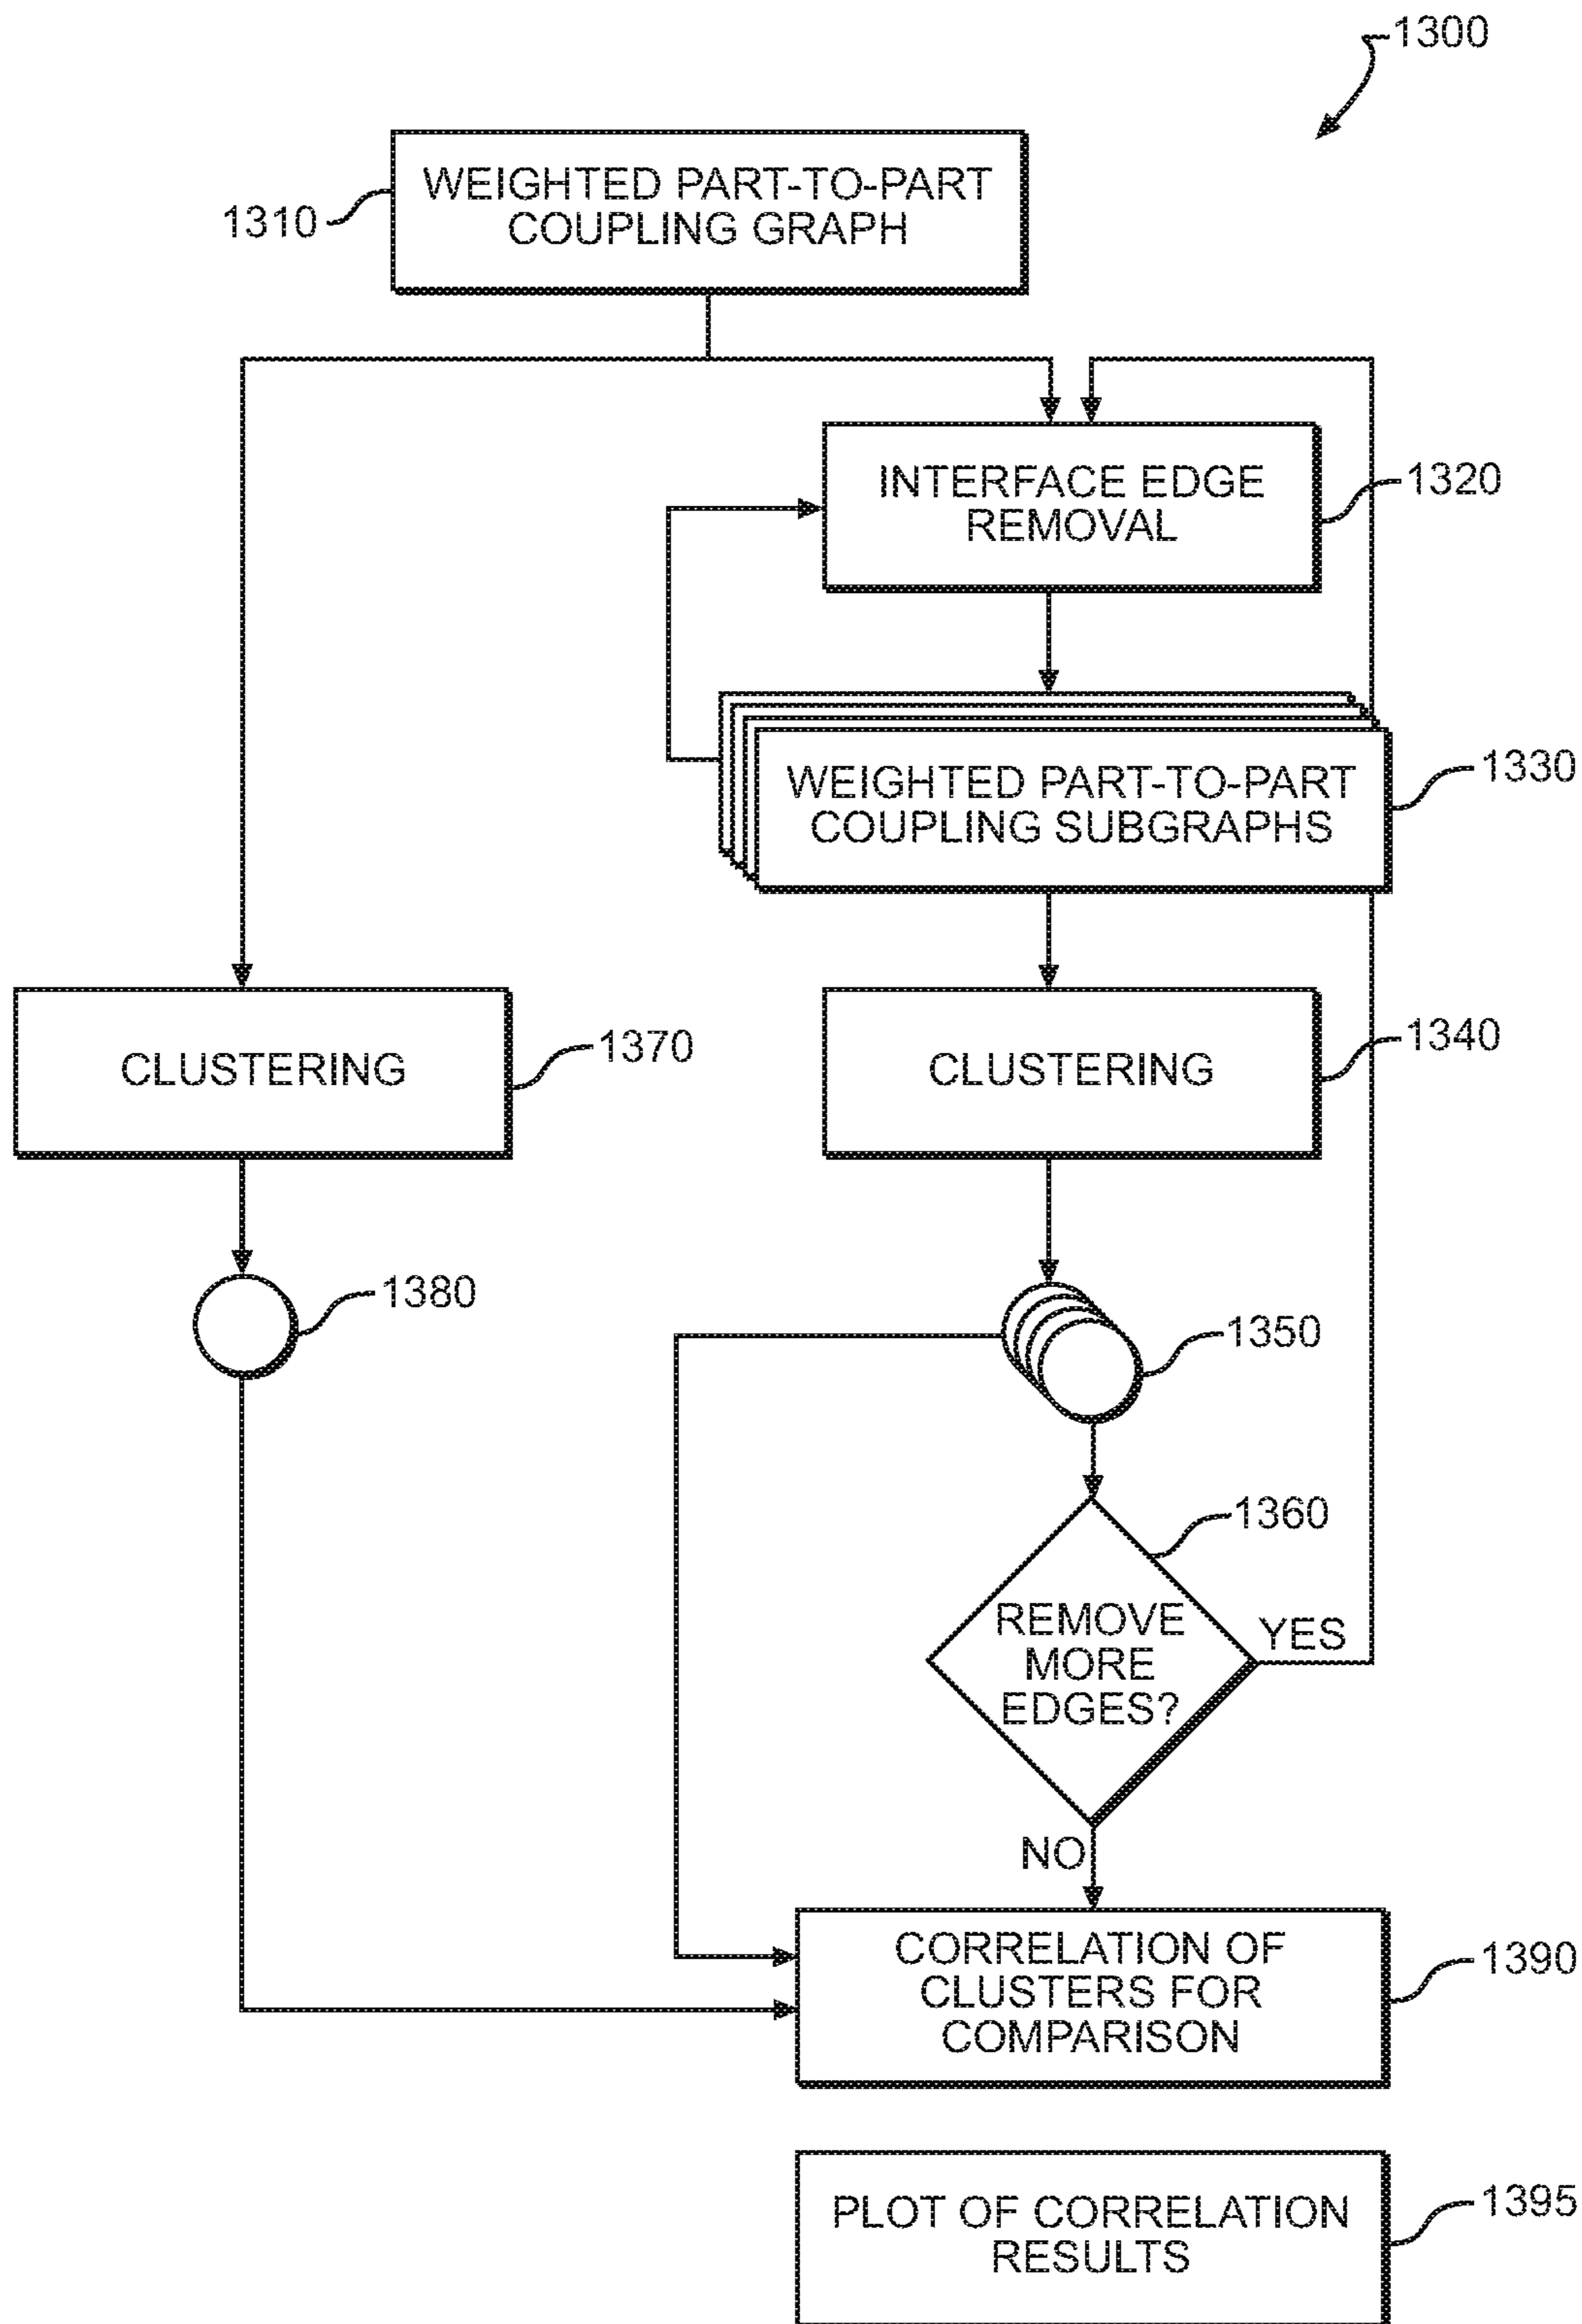 1300
WEIGHTED PART-TO-PART
COUPLING GRAPH
1310
INTERFACE EDGE
REMOVAL
1320
WEIGHTED PART-TO-PART
COUPLING SUBGRAPHS
1330
CLUSTERING
1370
CLUSTERING
1340
1380
1350
1360
REMOVE
MORE
EDGES?
YES
NO
CORRELATION OF
CLUSTERS FOR
COMPARISON
1390
PLOT OF CORRELATION
RESULTS
1395